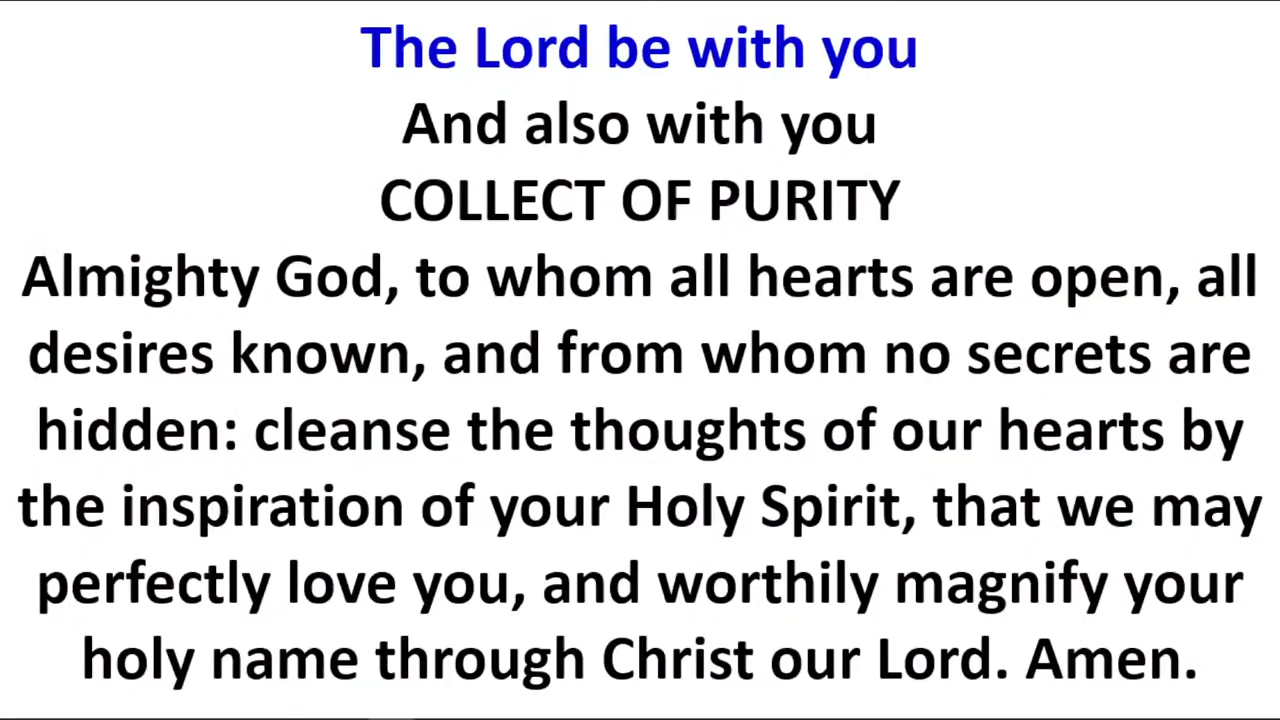 The Lord be with you
And also with you
COLLECT OF PURITY
Almighty God, to whom all hearts are open, all
desires known, and from whom no secrets are
hidden: cleanse the thoughts of our hearts by
the inspiration of your Holy Spirit, that we may
perfectly love you, and worthily magnify your
holy name through Christ our Lord. Amen.